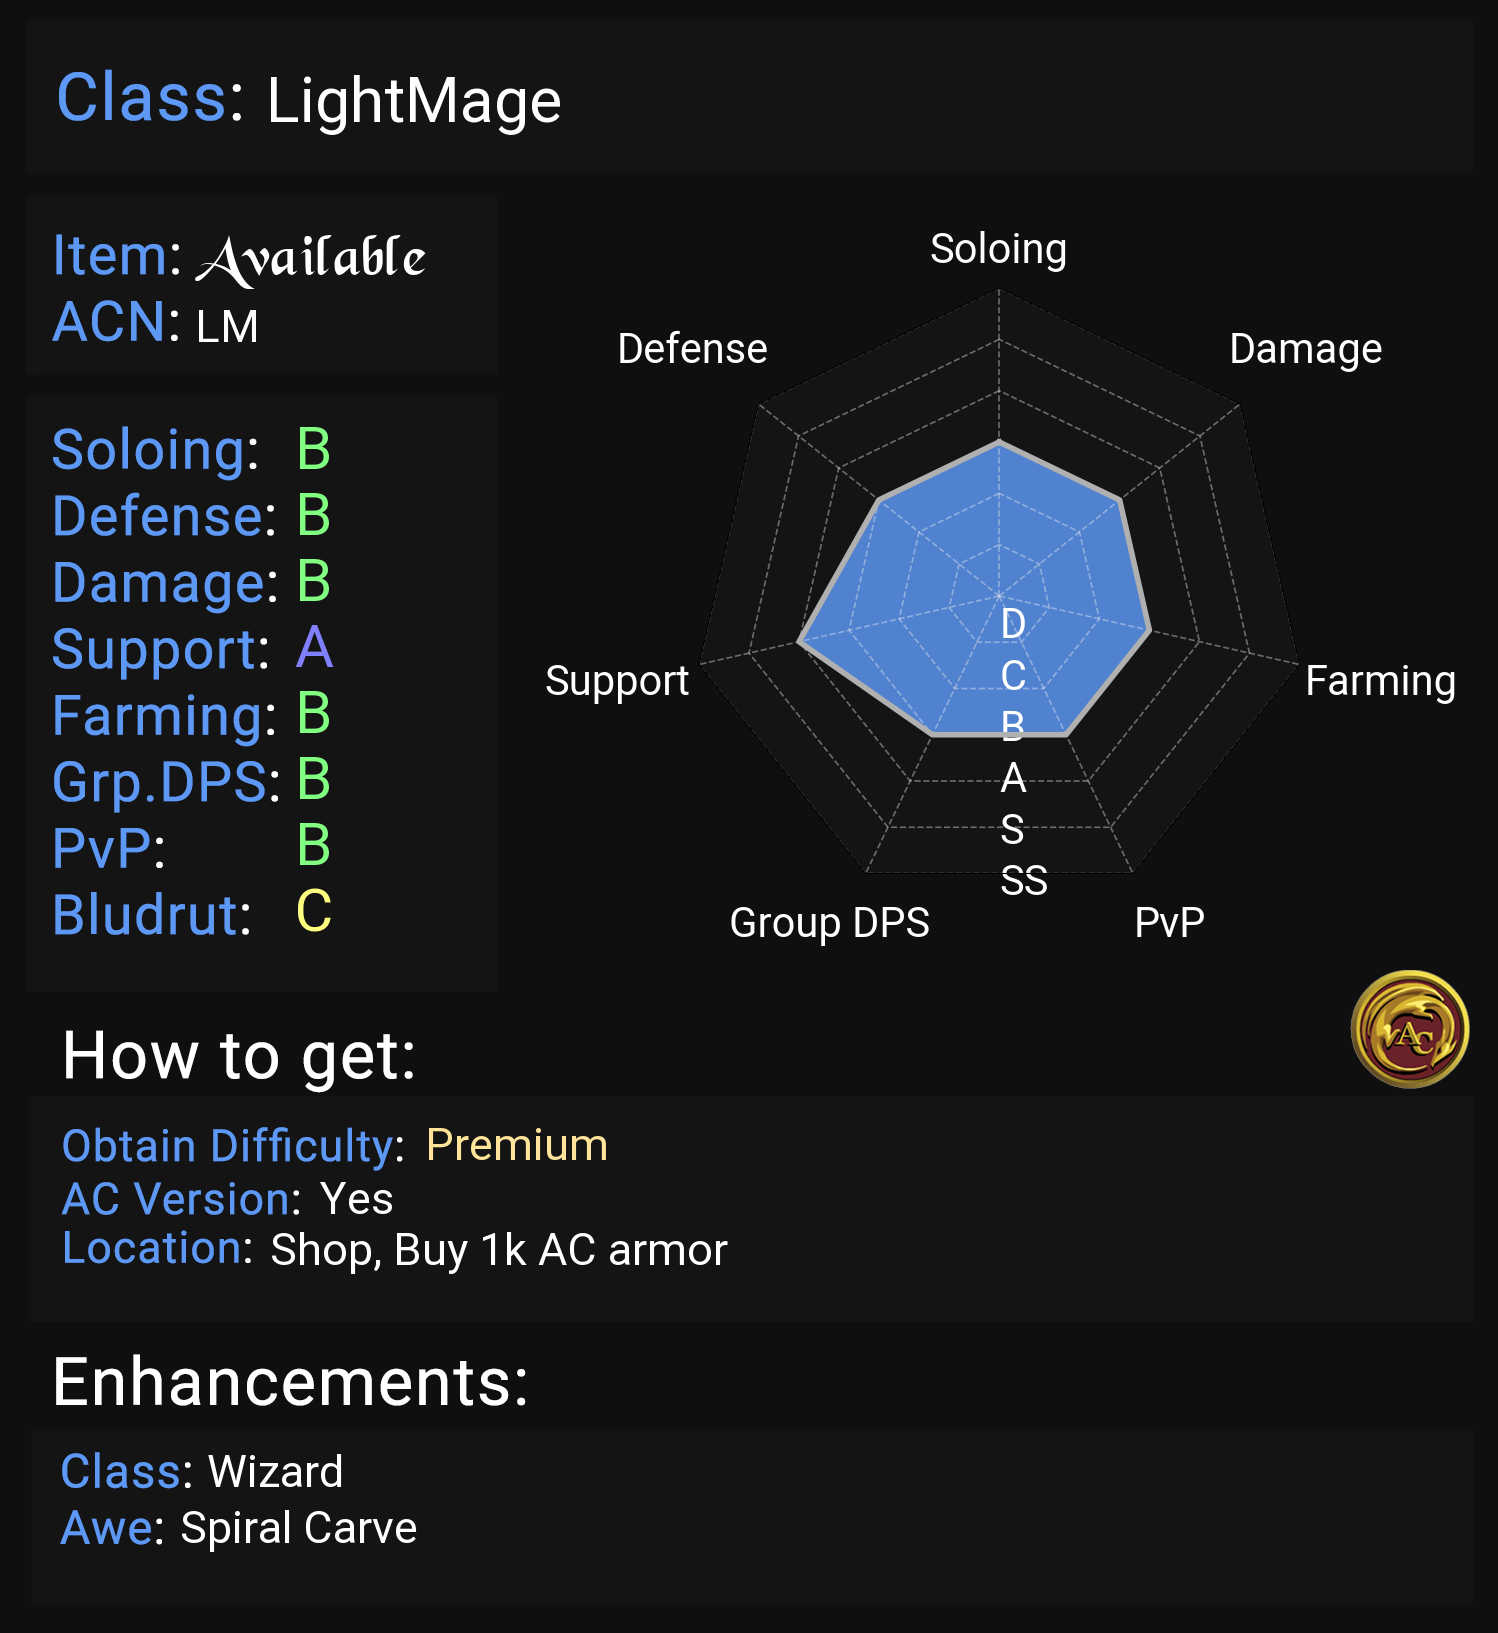 Class: LightMage
Item: Available
ACN: LM
Soloing: B
Defense: B
Damage: B
Support: A
Farming: B
Grp.DPS: B
PvP: B
Bludrut: C
Soloing
Defense
Damage
Support
Farming
Group DPS
PvP
D
C
B
A
S
SS
vAC
How to get:
Obtain Difficulty: Premium
AC Version: Yes
Location: Shop, Buy 1k AC armor
Enhancements:
Class: Wizard
Awe: Spiral Carve